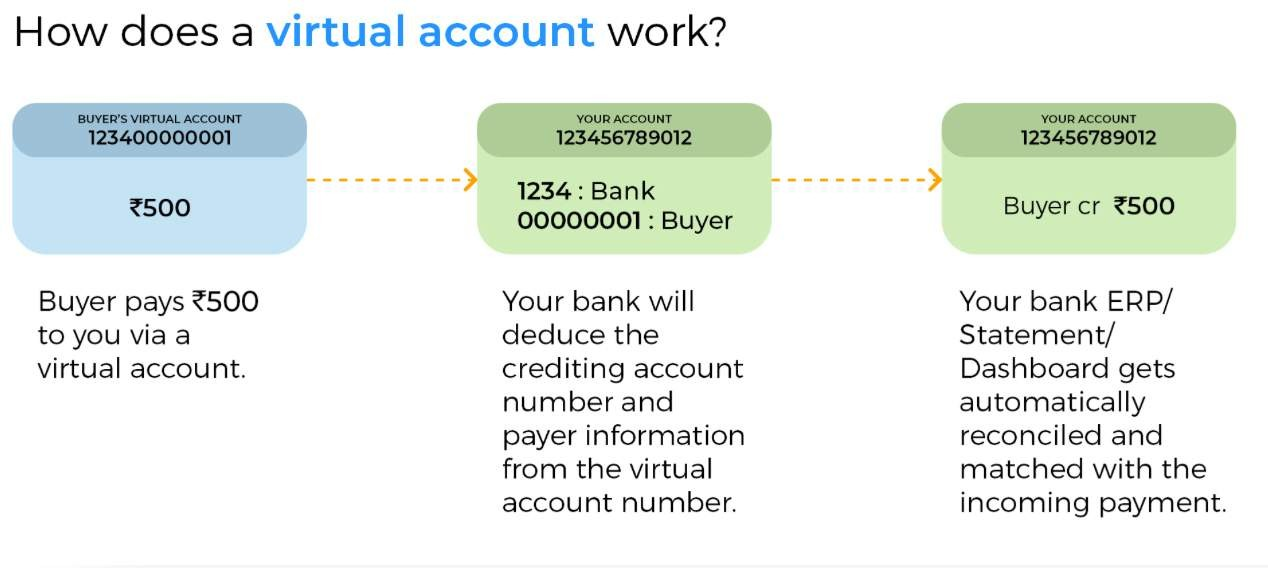 How does a virtual account work?
BUYER'S VIRTUAL ACCOUNT
123400000001
₹500
Buyer pays ₹500
to you via a
virtual account.
YOUR ACCOUNT
123456789012
1234 : Bank
00000001 : Buyer
Your bank will
deduce the
crediting account
number and
payer information
from the virtual
account number.
YOUR ACCOUNT
123456789012
Buyer cr ₹500
Your bank ERP/
Statement/
Dashboard gets
automatically
reconciled and
matched with the
incoming payment.